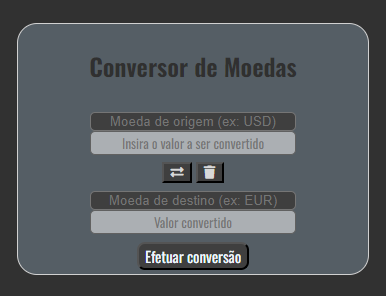 Conversor de Moedas
Moeda de origem (ex: USD)
Insira o valor a ser convertido
Moeda de destino (ex: EUR)
Valor convertido
Efetuar conversão